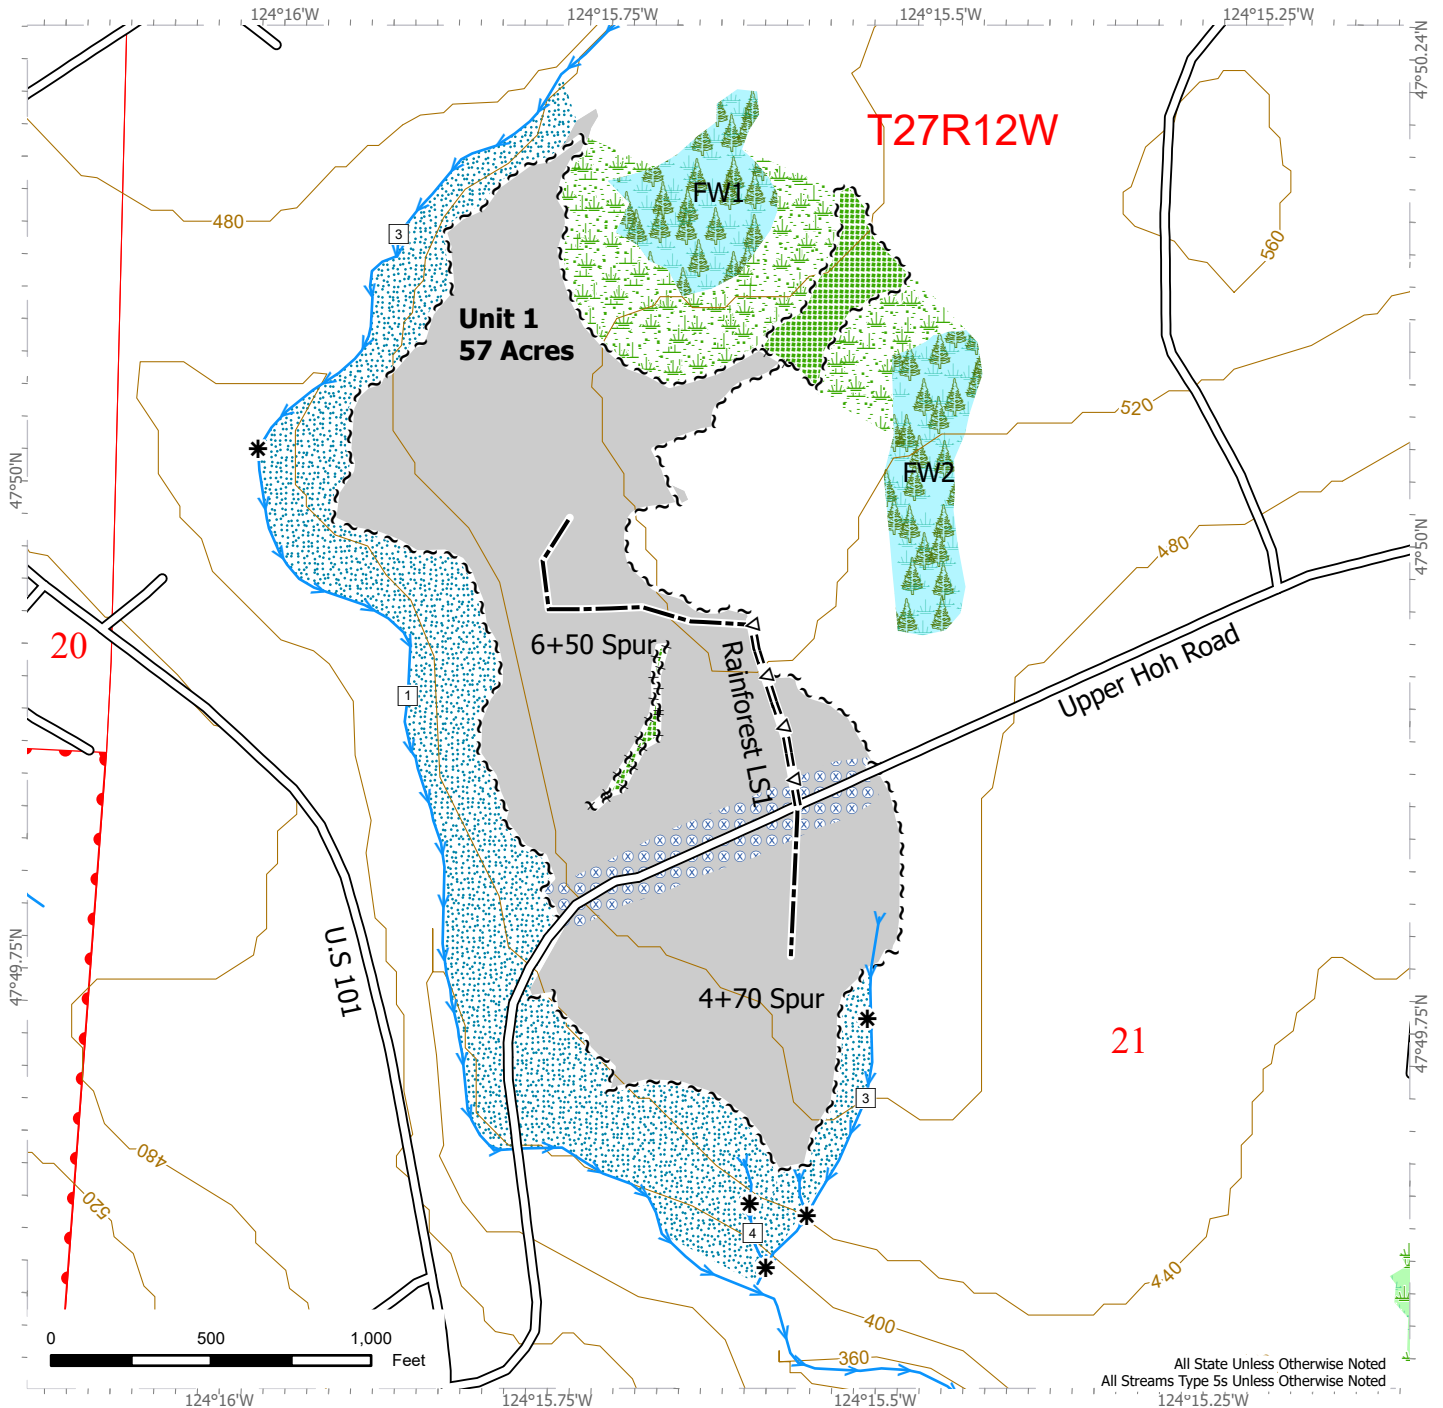 124°16'W
124°15.75'W
124°15.5'W
124°15.25'W
47°50.24'N
T27R12W
FW1
480
3
560
Unit 1
57 Acres
520
47°50'N
FW2
47°50'N
480
20
6+50 Spur
Rainforest LS1
Upper Hoh Road
1
U.S 101
47°49.75'N
4+70 Spur
47°49.75'N
21
3
480
520
4
440
400
360
0 500 1,000
Feet
All State Unless Otherwise Noted
All Streams Type 5s Unless Otherwise Noted
124°16'W
124°15.75'W
124°15.5'W
124°15.25'W